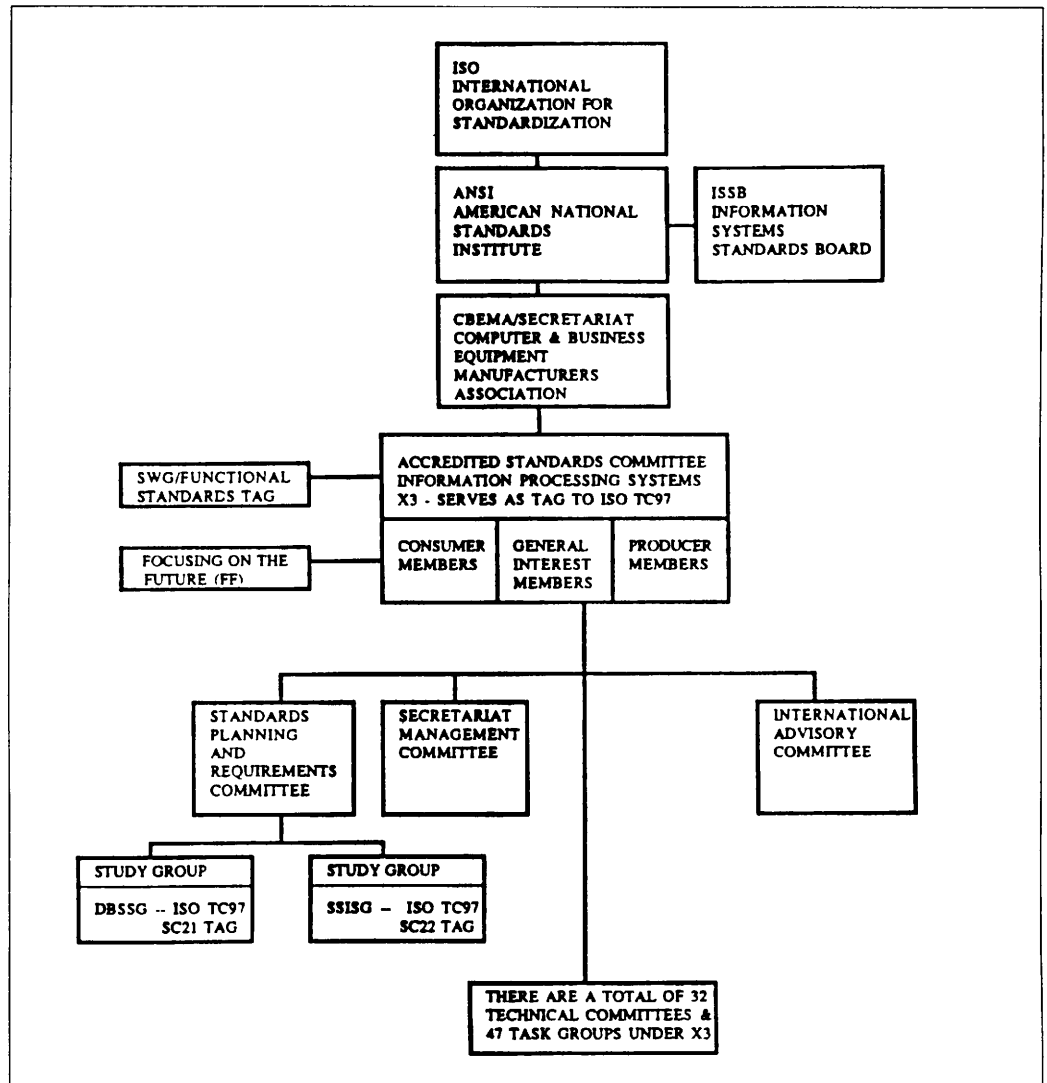 ISO
INTERNATIONAL
ORGANIZATION FOR
STANDARDIZATION
ANSI
AMERICAN NATIONAL
STANDARDS
INSTITUTE
ISSB
INFORMATION
SYSTEMS
STANDARDS BOARD
CBEMA/SECRETARIAT
COMPUTER & BUSINESS
EQUIPMENT
MANUFACTURERS
ASSOCIATION
SWG/FUNCTIONAL
STANDARDS TAG
ACCREDITED STANDARDS COMMITTEE
INFORMATION PROCESSING SYSTEMS
X3 - SERVES AS TAG TO ISO TC97
FOCUSING ON THE
FUTURE (FF)
CONSUMER
MEMBERS
GENERAL
INTEREST
MEMBERS
PRODUCER
MEMBERS
STANDARDS
PLANNING
AND
REQUIREMENTS
COMMITTEE
SECRETARIAT
MANAGEMENT
COMMITTEE
INTERNATIONAL
ADVISORY
COMMITTEE
STUDY GROUP
DBSSG -- ISO TC97
SC21 TAG
STUDY GROUP
SSISG -- ISO TC97
SC22 TAG
THERE ARE A TOTAL OF 32
TECHNICAL COMMITTEES &
47 TASK GROUPS UNDER X3